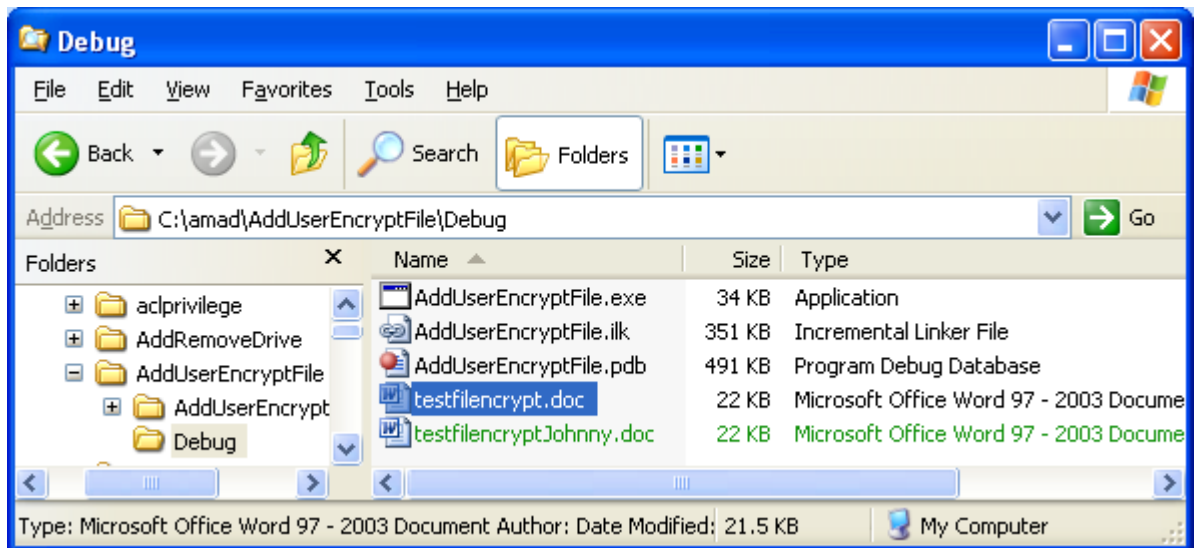 Debug
File Edit View Favorites Tools Help
Back Search Folders
Address C:\amad\AddUserEncryptFile\Debug Go
Folders X Name Size Type
aclprivilege
AddRemoveDrive
AddUserEncryptFile
AddUserEncrypt
Debug
AddUserEncryptFile.exe 34 KB Application
AddUserEncryptFile.ilk 351 KB Incremental Linker File
AddUserEncryptFile.pdb 491 KB Program Debug Database
testfilencrypt.doc 22 KB Microsoft Office Word 97 - 2003 Docume
testfilencryptJohnny.doc 22 KB Microsoft Office Word 97 - 2003 Docume
Type: Microsoft Office Word 97 - 2003 Document Author: Date Modified: 21.5 KB My Computer